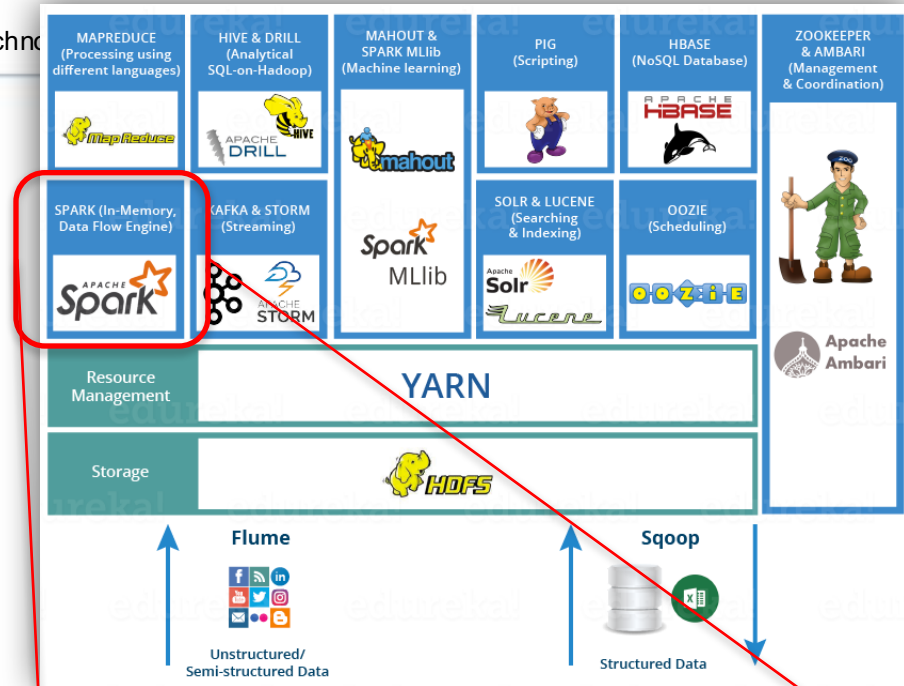 chno
MAPREDUCE
(Processing using
different languages)
Map Reduce
HIVE & DRILL
(Analytical
SQL-on-Hadoop)
HIVE
APACHE
DRILL
MAHOUT &
SPARK MLlib
(Machine learning)
mahout
Spark
MLlib
PIG
(Scripting)
HBASE
(NoSQL Database)
APACHE
HBASE
ZOOKEEPER
& AMBARI
(Management
& Coordination)
ZOO
Apache
Ambari
SPARK (In-Memory,
Data Flow Engine)
APACHE
Spark
KAFKA & STORM
(Streaming)
APACHE
STORM
SOLR & LUCENE
(Searching
& Indexing)
Apache
Solr
Lucene
OOZIE
(Scheduling)
OOZIE
Resource
Management
YARN
Storage
HDFS
Flume
Unstructured/
Semi-structured Data
Sqoop
Structured Data
edureka!